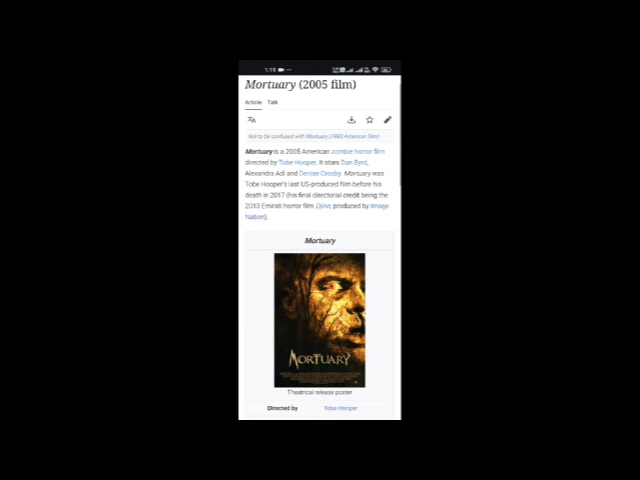 1:19
Mortuary (2005 film)
Article Talk
Not to be confused with Mortuary (1983 American film).
Mortuary is a 2005 American zombie horror film
directed by Tobe Hooper. It stars Dan Byrd,
Alexandra Adi and Denise Crosby. Mortuary was
Tobe Hooper's last US-produced film before his
death in 2017 (his final directorial credit being the
2013 Emirati horror film Djinn, produced by Image
Nation).
Mortuary
MORTUARY
Theatrical release poster
Directed by Tobe Hooper